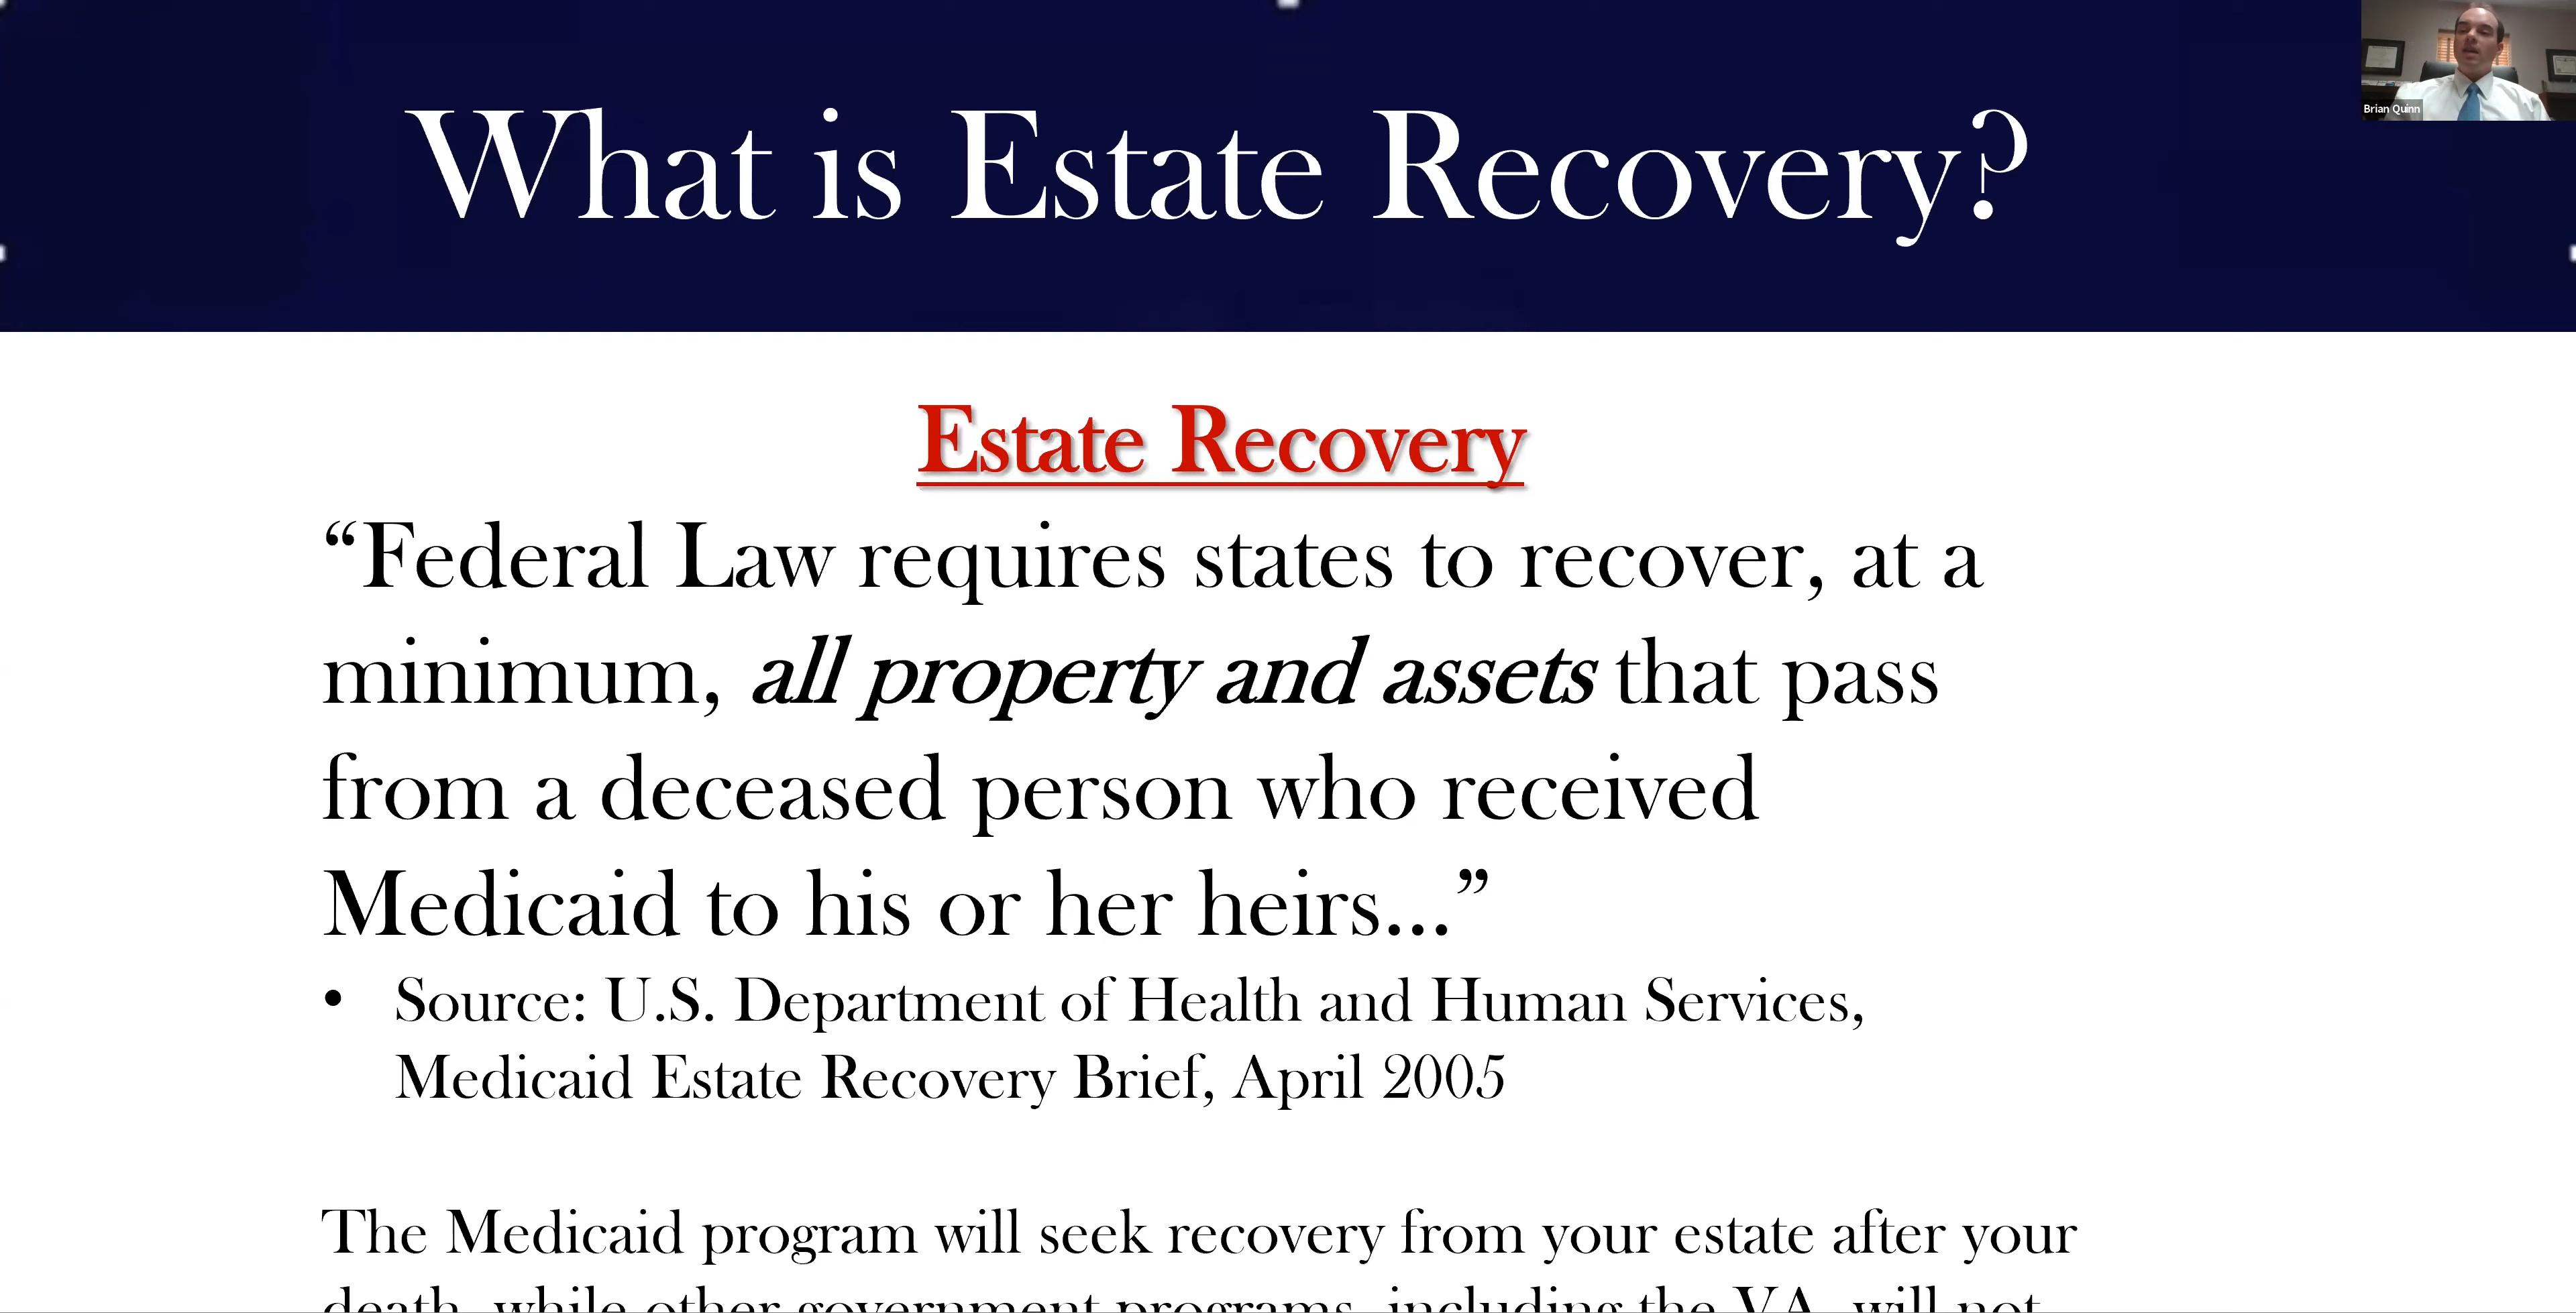 What is Estate Recovery?
Brian Quinn
Estate Recovery
“Federal Law requires states to recover, at a
minimum, all property and assets that pass
from a deceased person who received
Medicaid to his or her heirs...”
• Source: U.S. Department of Health and Human Services,
Medicaid Estate Recovery Brief, April 2005
The Medicaid program will seek recovery from your estate after your
death, while other government programs, including the VA, will not